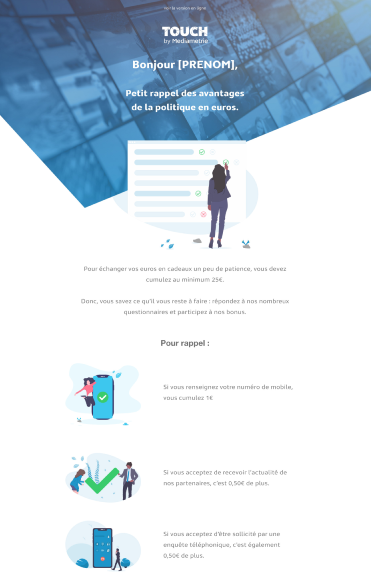 Voir la version en ligne
TOUCH
by Mediametrie
Bonjour [PRENOM],
Petit rappel des avantages
de la politique en euros.
Pour échanger vos euros en cadeaux un peu de patience, vous devez
cumulez au minimum 25€.
Donc, vous savez ce qu'il vous reste à faire : répondez à nos nombreux
questionnaires et participez à nos bonus.
Pour rappel :
Si vous renseignez votre numéro de mobile,
vous cumulez 1€
Si vous acceptez de recevoir l'actualité de
nos partenaires, c'est 0,50€ de plus.
Si vous acceptez d'être sollicité par une
enquête téléphonique, c'est également
0,50€ de plus.